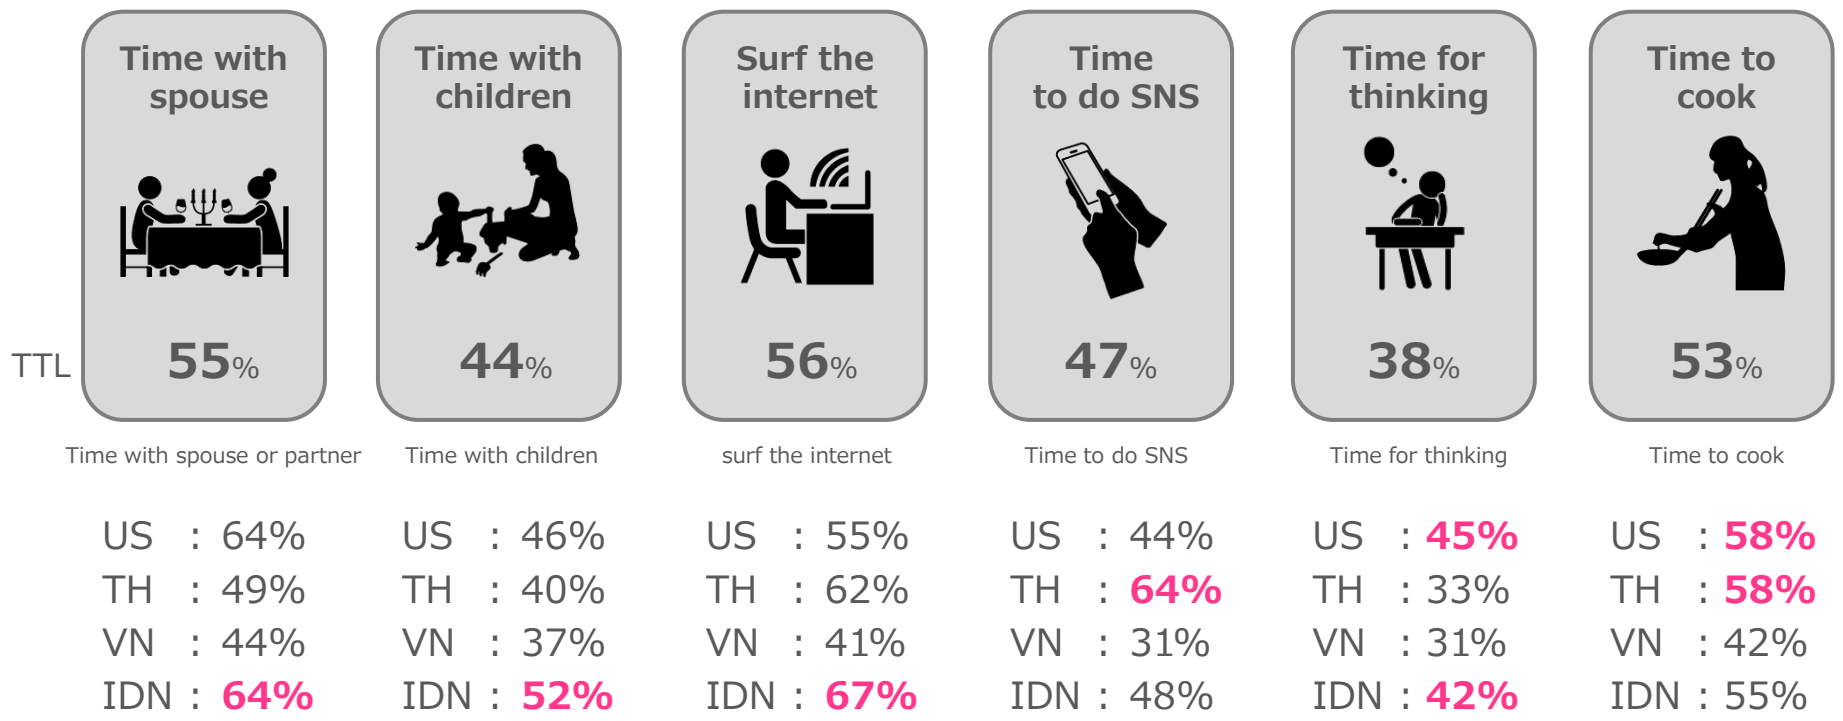 Time with
spouse
Time with
children
Surf the
internet
Time
to do SNS
Time for
thinking
Time to
cook
TTL 55% 44% 56% 47% 38% 53%
Time with spouse or partner Time with children surf the internet Time to do SNS Time for thinking Time to cook
US : 64% US : 46% US : 55% US : 44% US : 45% US : 58%
TH : 49% TH : 40% TH : 62% TH : 64% TH : 33% TH : 58%
VN : 44% VN : 37% VN : 41% VN : 31% VN : 31% VN : 42%
IDN : 64% IDN : 52% IDN : 67% IDN : 48% IDN : 42% IDN : 55%